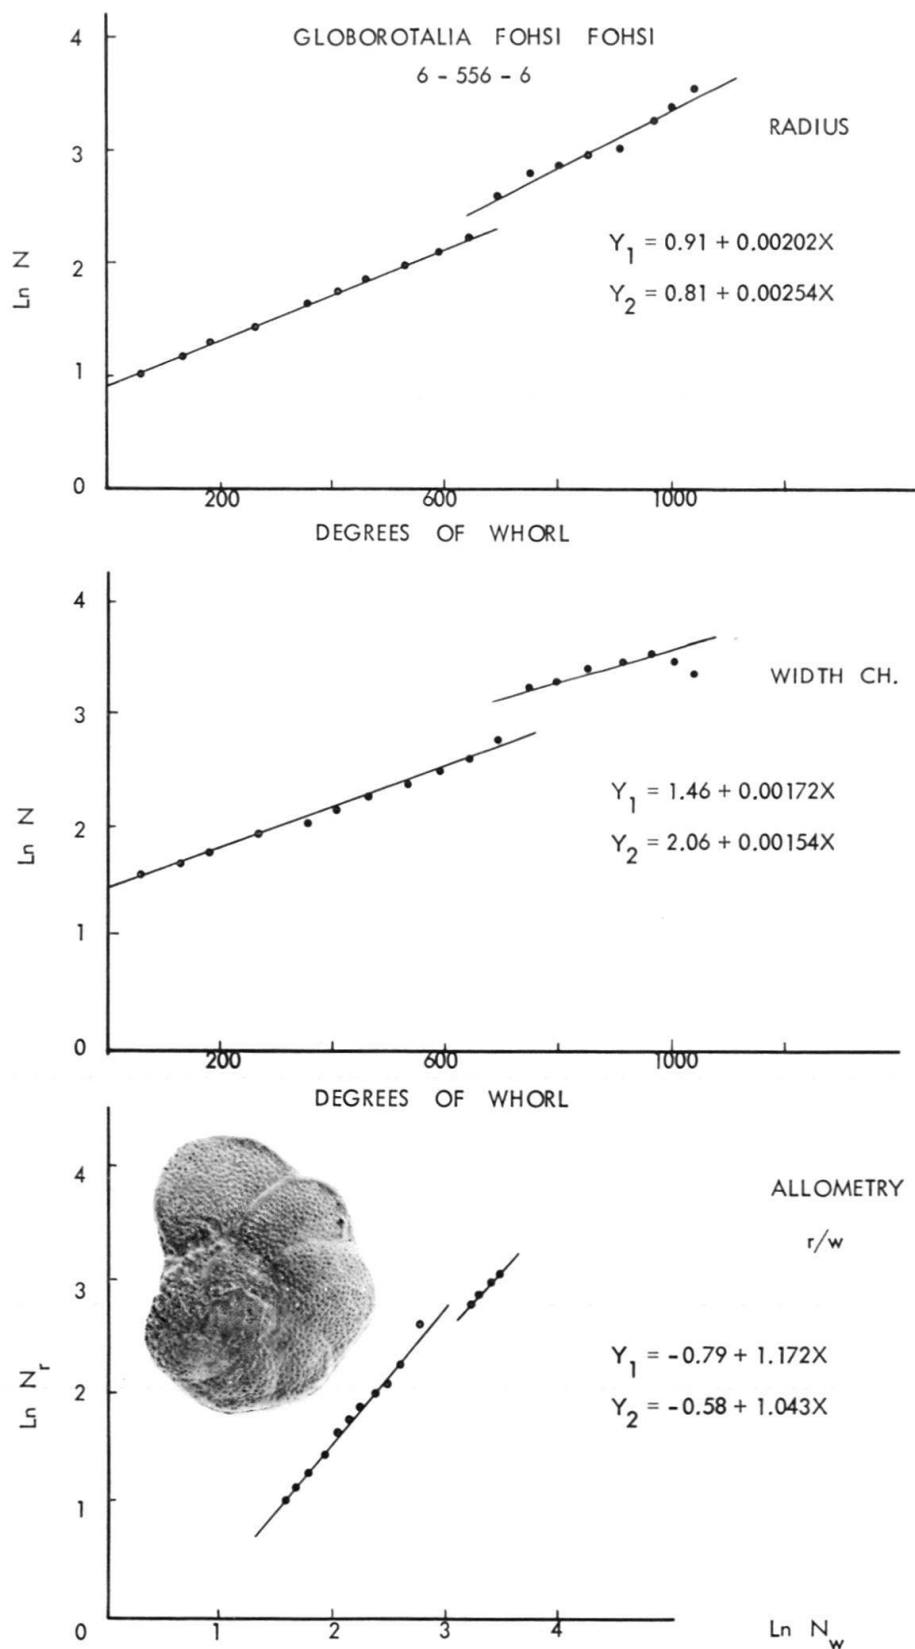 GLOBOROTALIA FOHSI FOHSI
6 - 556 - 6
4
RADIUS
3
Ln N
2
Y1 = 0.91 + 0.00202X
Y2 = 0.81 + 0.00254X
1
0
200 600 1000
DEGREES OF WHORL
4
WIDTH CH.
3
Ln N
2
Y1 = 1.46 + 0.00172X
Y2 = 2.06 + 0.00154X
1
0
200 600 1000
DEGREES OF WHORL
4
ALLOMETRY
r/w
3
Ln Nr
2
Y1 = -0.79 + 1.172X
Y2 = -0.58 + 1.043X
1
0 1 2 3 4 Ln Nw